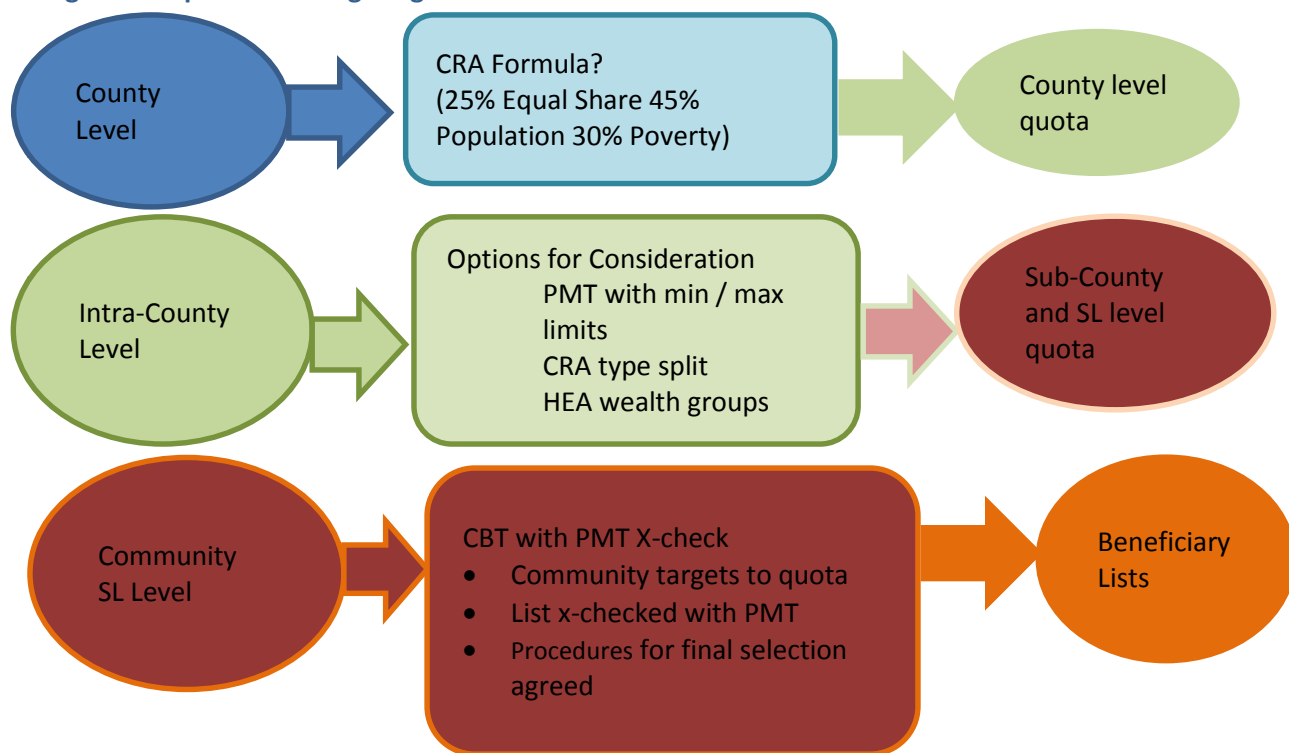 County
Level
CRA Formula?
(25% Equal Share 45%
Population 30% Poverty)
County level
quota
Intra-County
Level
Options for Consideration
PMT with min / max
limits
CRA type split
HEA wealth groups
Sub-County
and SL level
quota
Community
SL Level
CBT with PMT X-check
• Community targets to quota
• List x-checked with PMT
• Procedures for final selection
agreed
Beneficiary
Lists